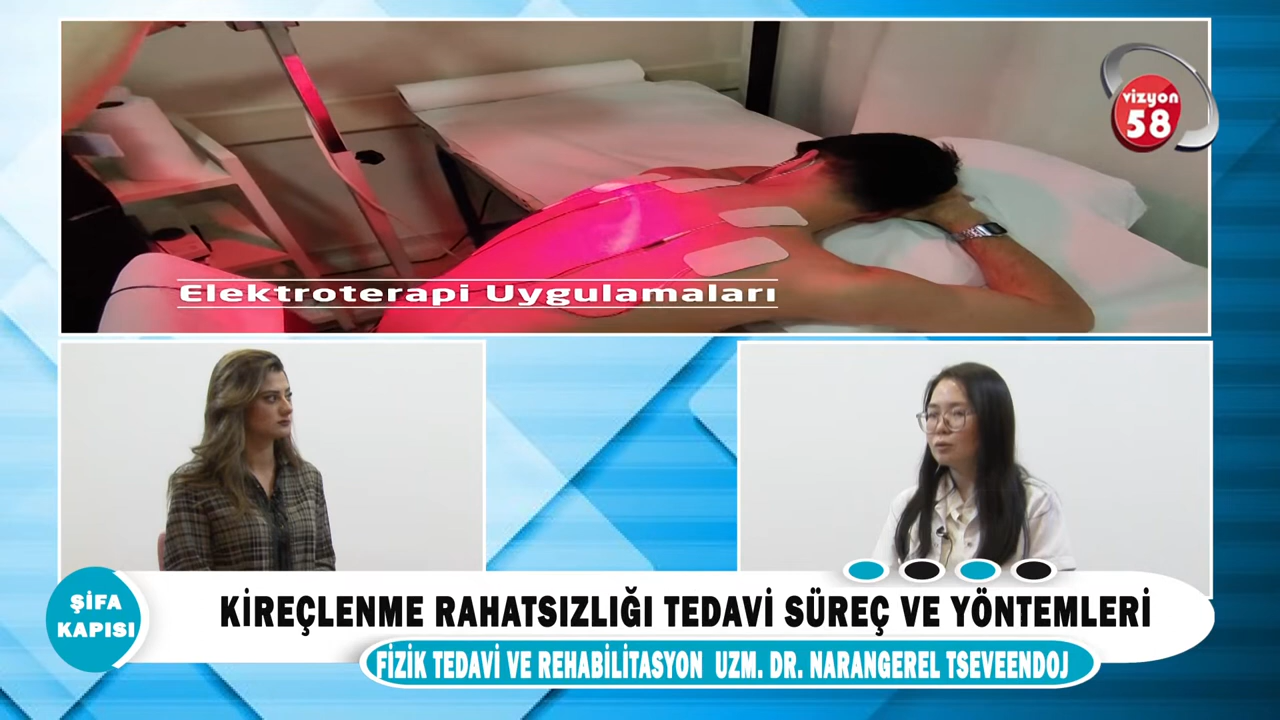 vizyon
58
Elektroterapi Uygulamaları
ŞİFA
KAPISI
KİREÇLENME RAHATSIZLIĞI TEDAVİ SÜREÇ VE YÖNTEMLERİ
FİZİK TEDAVİ VE REHABİLİTASYON UZM. DR. NARANGEREL TSEVEENDOJ